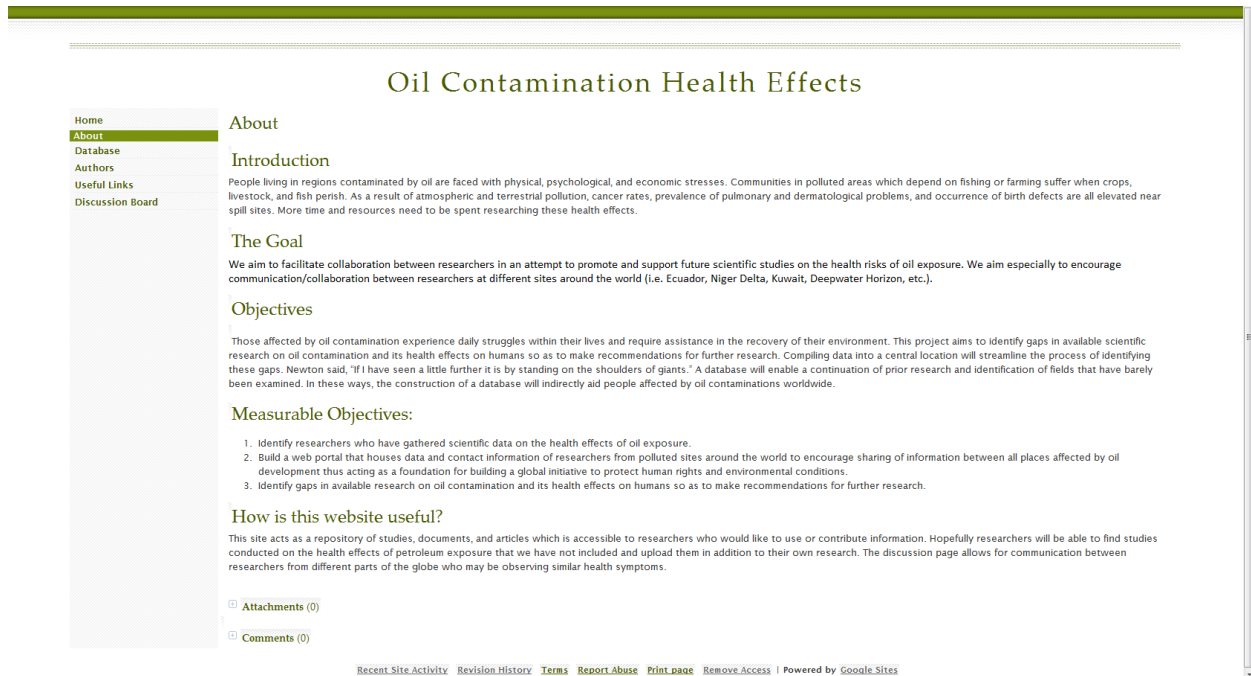 Oil Contamination Health Effects
Home
About
Database
Authors
Useful Links
Discussion Board
About
Introduction
People living in regions contaminated by oil are faced with physical, psychological, and economic stresses. Communities in polluted areas which depend on fishing or farming suffer when crops,
livestock, and fish perish. As a result of atmospheric and terrestrial pollution, cancer rates, prevalence of pulmonary and dermatological problems, and occurrence of birth defects are all elevated near
spill sites. More time and resources need to be spent researching these health effects.
The Goal
We aim to facilitate collaboration between researchers in an attempt to promote and support future scientific studies on the health risks of oil exposure. We aim especially to encourage
communication/collaboration between researchers at different sites around the world (i.e. Ecuador, Niger Delta, Kuwait, Deepwater Horizon, etc.).
Objectives
Those affected by oil contamination experience daily struggles within their lives and require assistance in the recovery of their environment. This project aims to identify gaps in available scientific
research on oil contamination and its health effects on humans so as to make recommendations for further research. Compiling data into a central location will streamline the process of identifying
these gaps. Newton said, "If I have seen a little further it is by standing on the shoulders of giants." A database will enable a continuation of prior research and identification of fields that have barely
been examined. In these ways, the construction of a database will indirectly aid people affected by oil contaminations worldwide.
Measurable Objectives:
1. Identify researchers who have gathered scientific data on the health effects of oil exposure.
2. Build a web portal that houses data and contact information of researchers from polluted sites around the world to encourage sharing of information between all places affected by oil
development thus acting as a foundation for building a global initiative to protect human rights and environmental conditions.
3. Identify gaps in available research on oil contamination and its health effects on humans so as to make recommendations for further research.
How is this website useful?
This site acts as a repository of studies, documents, and articles which is accessible to researchers who would like to use or contribute information. Hopefully researchers will be able to find studies
conducted on the health effects of petroleum exposure that we have not included and upload them in addition to their own research. The discussion page allows for communication between
researchers from different parts of the globe who may be observing similar health symptoms.
Attachments (0)
Comments (0)
Recent Site Activity Revision History Terms Report Abuse Print page Remove Access | Powered by Google Sites